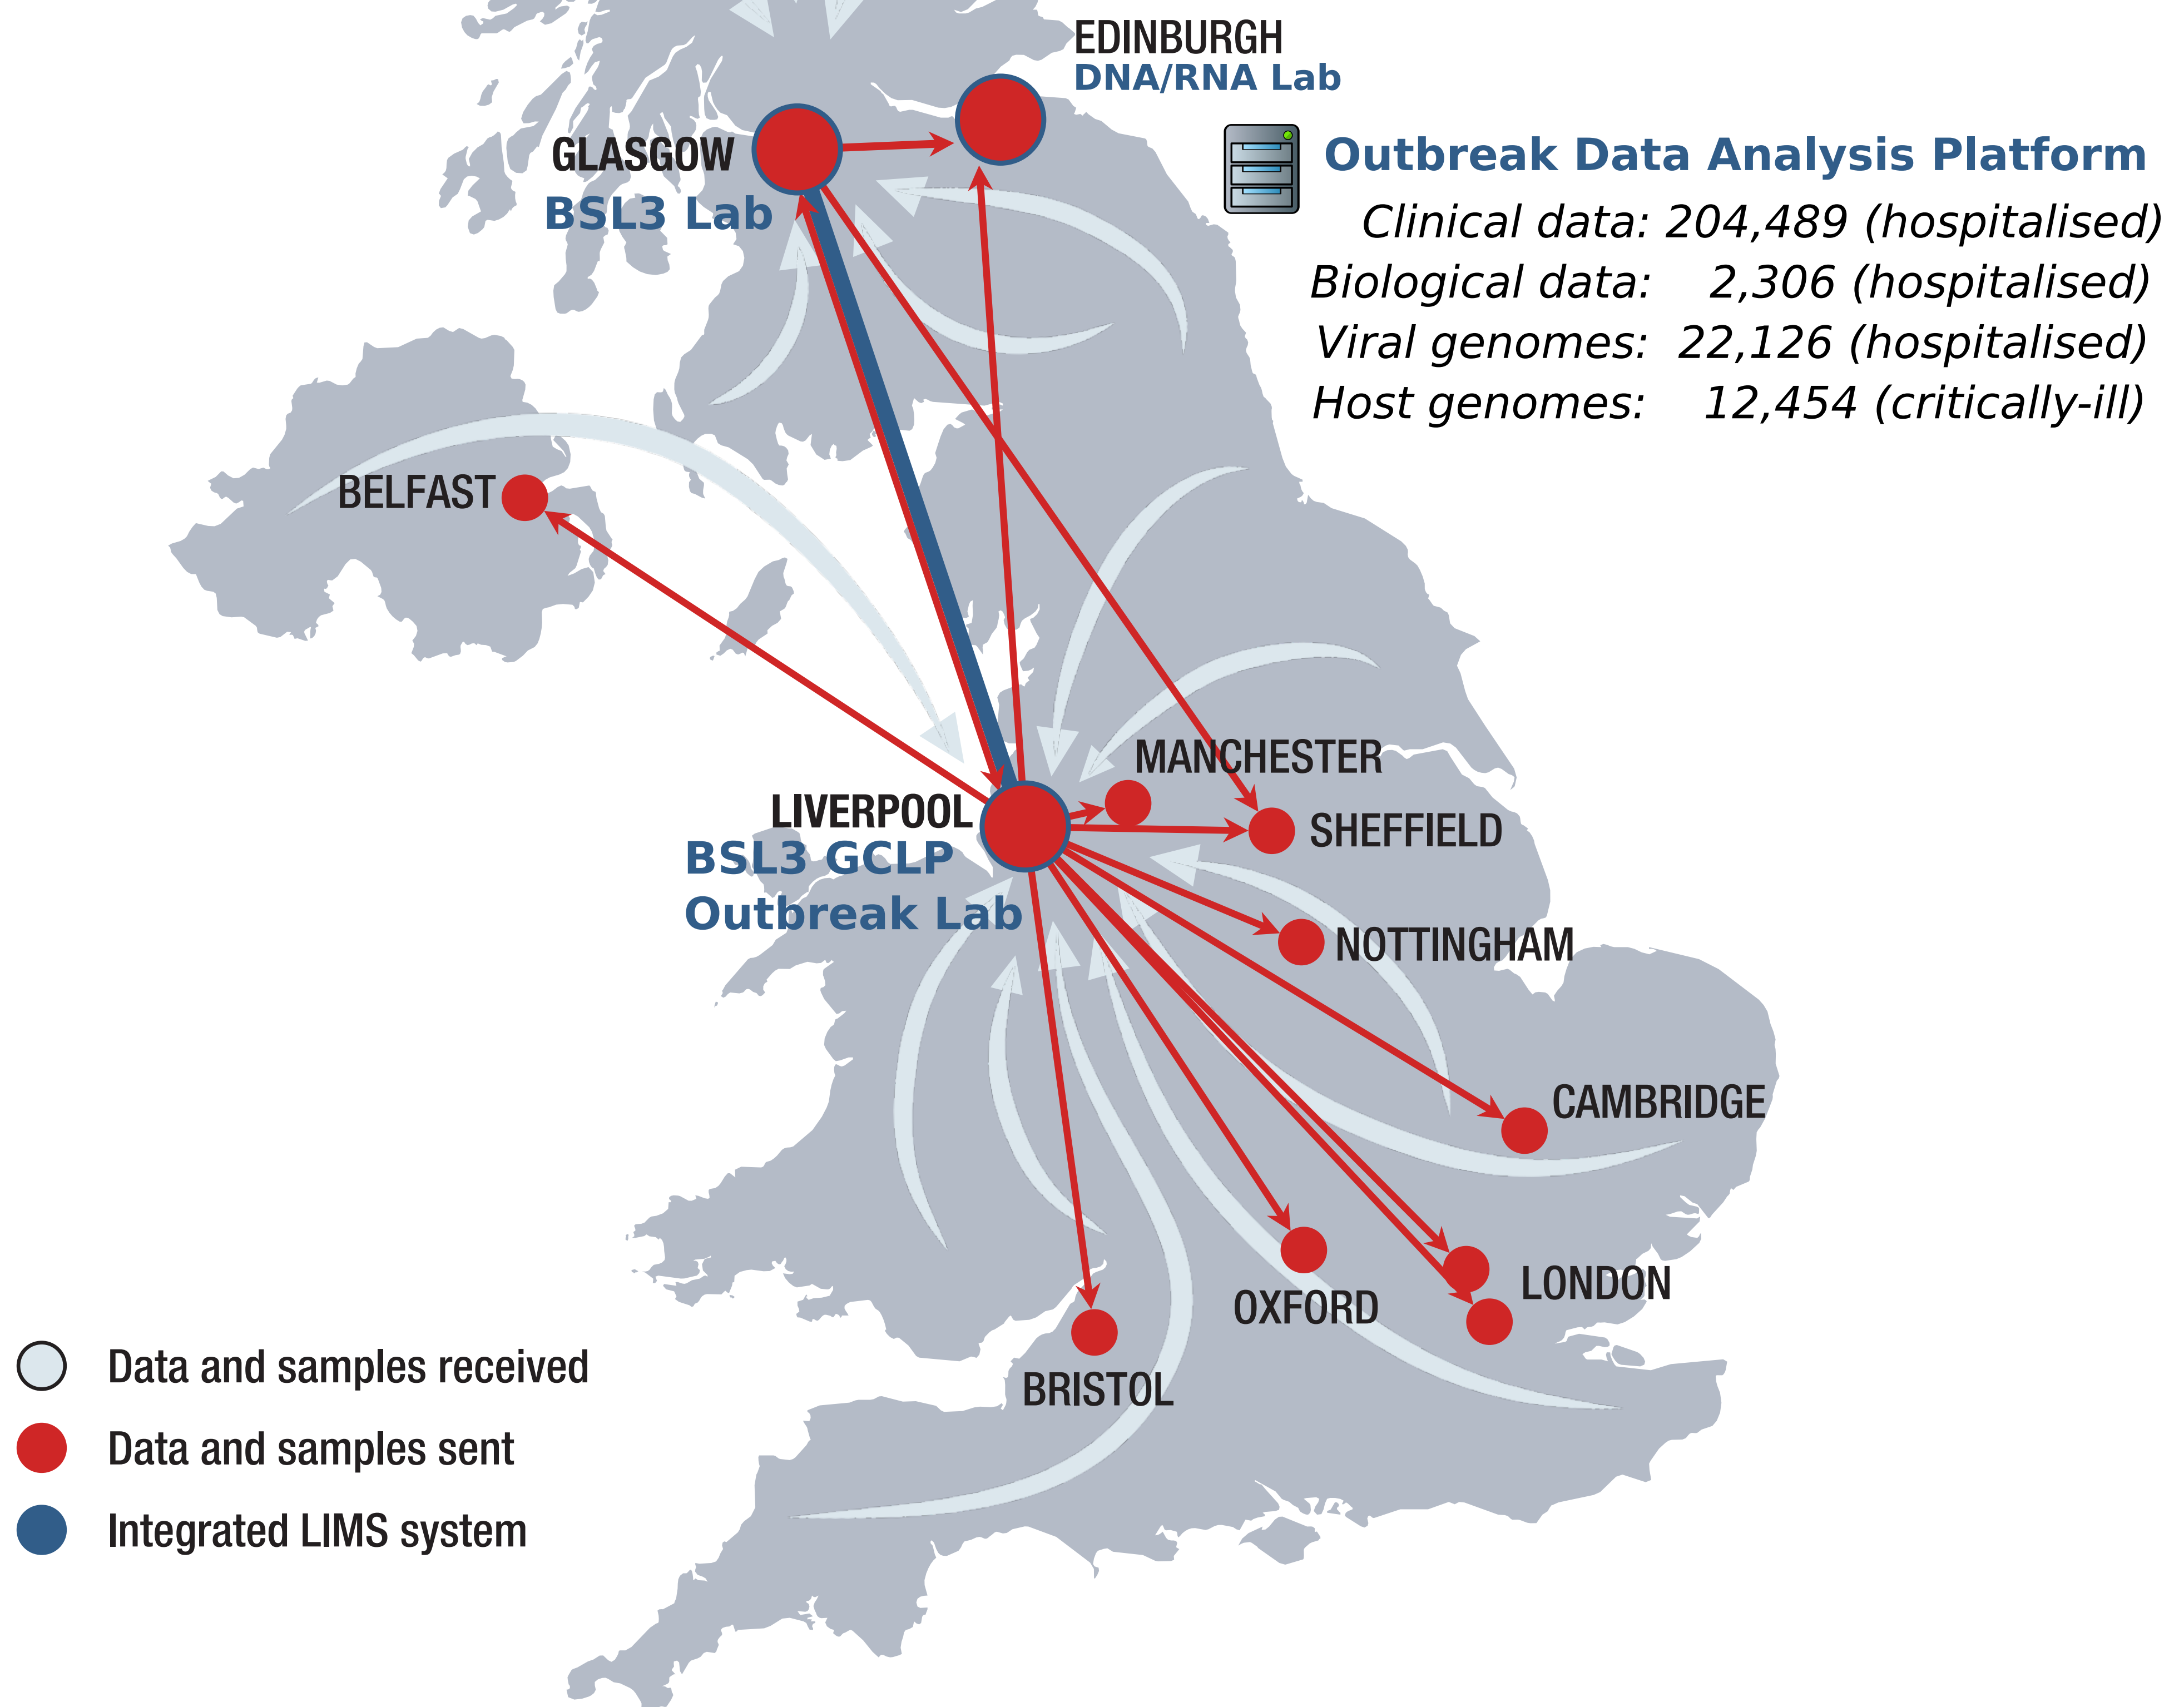 EDINBURGH
DNA/RNA Lab
GLASGOW
BSL3 Lab
Outbreak Data Analysis Platform
Clinical data: 204,489 (hospitalised)
Biological data: 2,306 (hospitalised)
Viral genomes: 22,126 (hospitalised)
Host genomes: 12,454 (critically-ill)
BELFAST
MANCHESTER
LIVERPOOL
BSL3 GCLP
Outbreak Lab
SHEFFIELD
NOTTINGHAM
CAMBRIDGE
LONDON
OXFORD
BRISTOL
Data and samples received
Data and samples sent
Integrated LIMS system